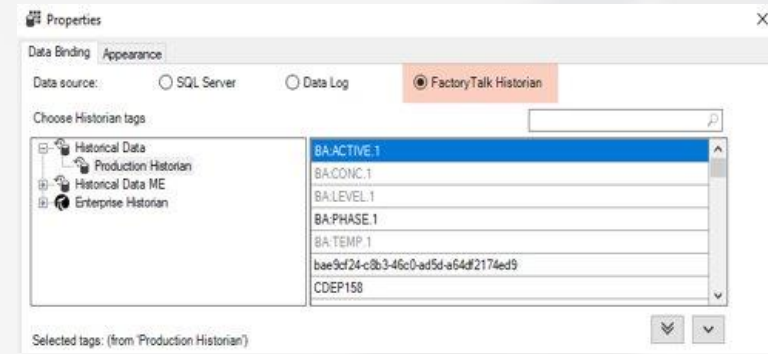 Properties
Data Binding Appearance
Data source: SQL Server Data Log FactoryTalk Historian
Choose Historian tags
Historical Data
Production Historian
Historical Data ME
Enterprise Historian
BA:ACTIVE.1
BA:CONC.1
BA:LEVEL.1
BA:PHASE.1
BA:TEMP.1
bae9cf24-c8b3-46c0-ad5d-a64df2174ed9
CDEP158
Selected tags: (from 'Production Historian')